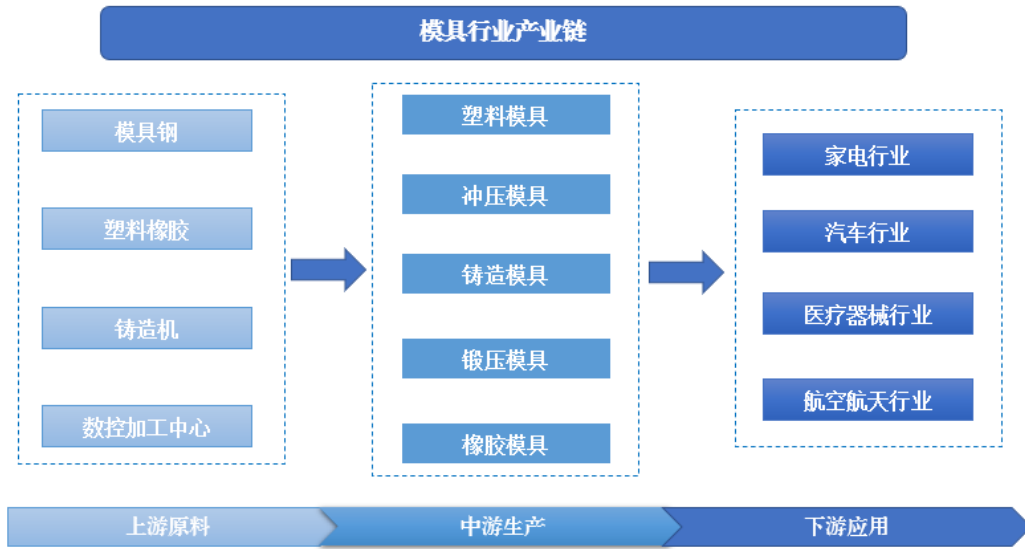 模具行业产业链
模具钢
塑料橡胶
铸造机
数控加工中心
塑料模具
冲压模具
铸造模具
锻压模具
橡胶模具
家电行业
汽车行业
医疗器械行业
航空航天行业
上游原料
中游生产
下游应用